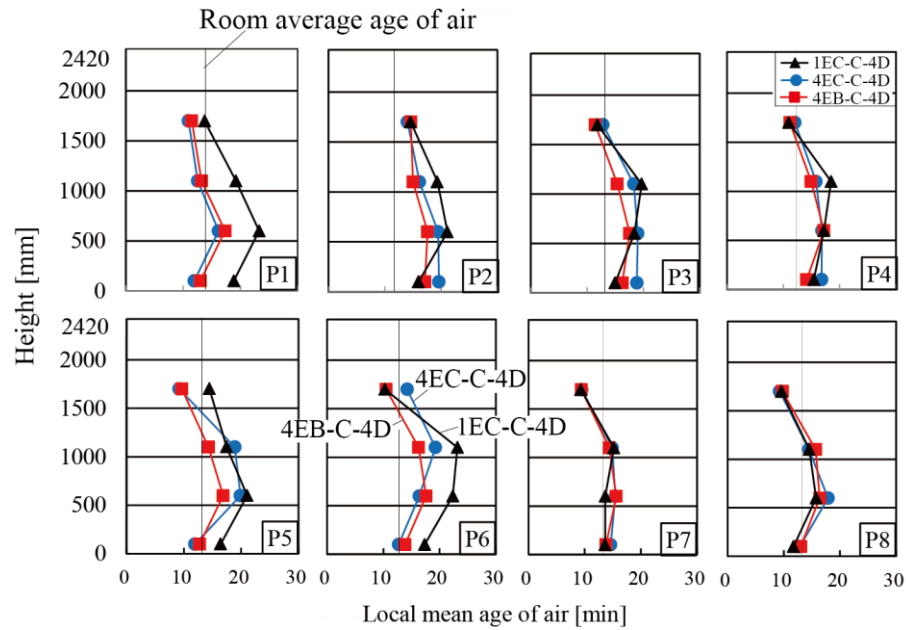 Room average age of air
2420
2000
1500
1000
500
0
Height [mm]
P1
P2
P3
1EC-C-4D
4EC-C-4D
4EB-C-4D
P4
2420
2000
1500
1000
500
0
P5
4EC-C-4D
4EB-C-4D
1EC-C-4D
P6
P7
P8
0 10 20 30 0 10 20 30 0 10 20 30 0 10 20 30
Local mean age of air [min]